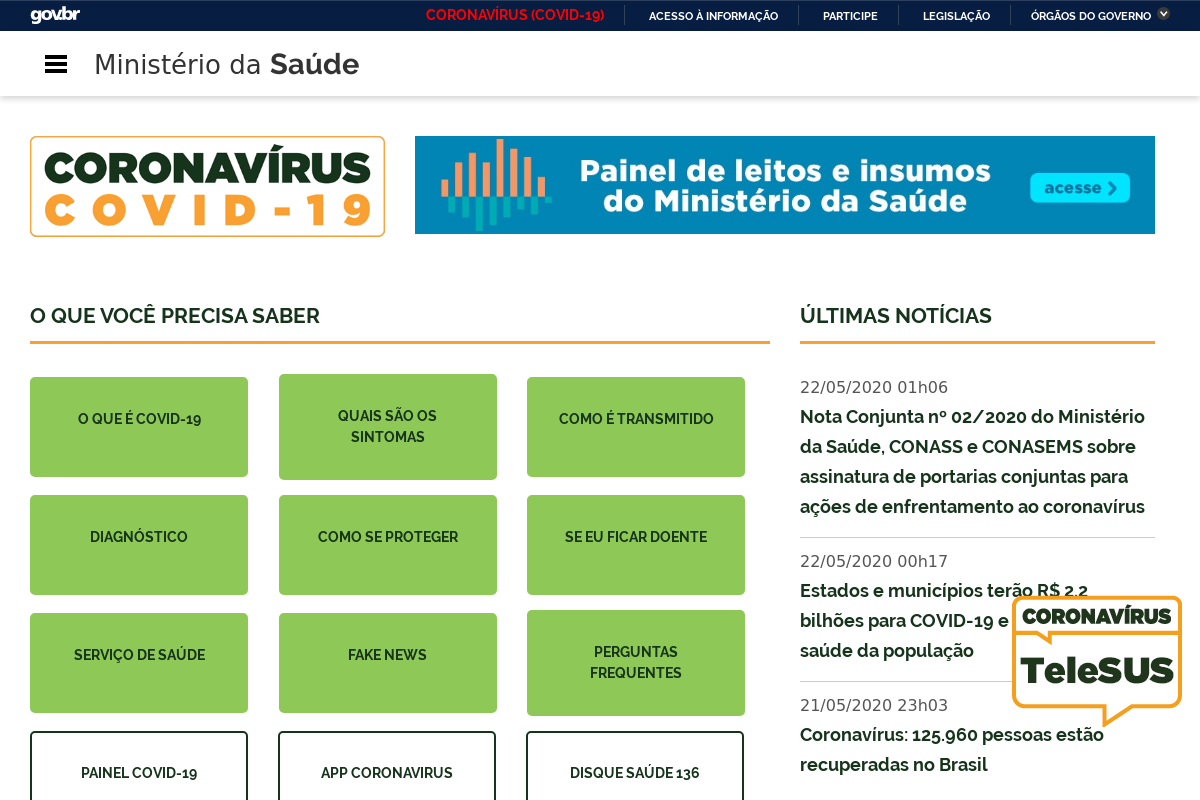 gov.br
CORONAVÍRUS (COVID-19)
ACESSO À INFORMAÇÃO
PARTICIPE
LEGISLAÇÃO
ÓRGÃOS DO GOVERNO
Ministério da Saúde
CORONAVÍRUS
COVID-19
Painel de leitos e insumos
do Ministério da Saúde
acesse
O QUE VOCÊ PRECISA SABER
O QUE É COVID-19
QUAIS SÃO OS
SINTOMAS
COMO É TRANSMITIDO
DIAGNÓSTICO
COMO SE PROTEGER
SE EU FICAR DOENTE
SERVIÇO DE SAÚDE
FAKE NEWS
PERGUNTAS
FREQUENTES
PAINEL COVID-19
APP CORONAVIRUS
DISQUE SAÚDE 136
ÚLTIMAS NOTÍCIAS
22/05/2020 01h06
Nota Conjunta nº 02/2020 do Ministério
da Saúde, CONASS e CONASEMS sobre
assinatura de portarias conjuntas para
ações de enfrentamento ao coronavírus
22/05/2020 00h17
Estados e municípios terão R$ 2,2
bilhões para COVID-19 e
saúde da população
21/05/2020 23h03
Coronavírus: 125.960 pessoas estão
recuperadas no Brasil
CORONAVÍRUS
TeleSUS